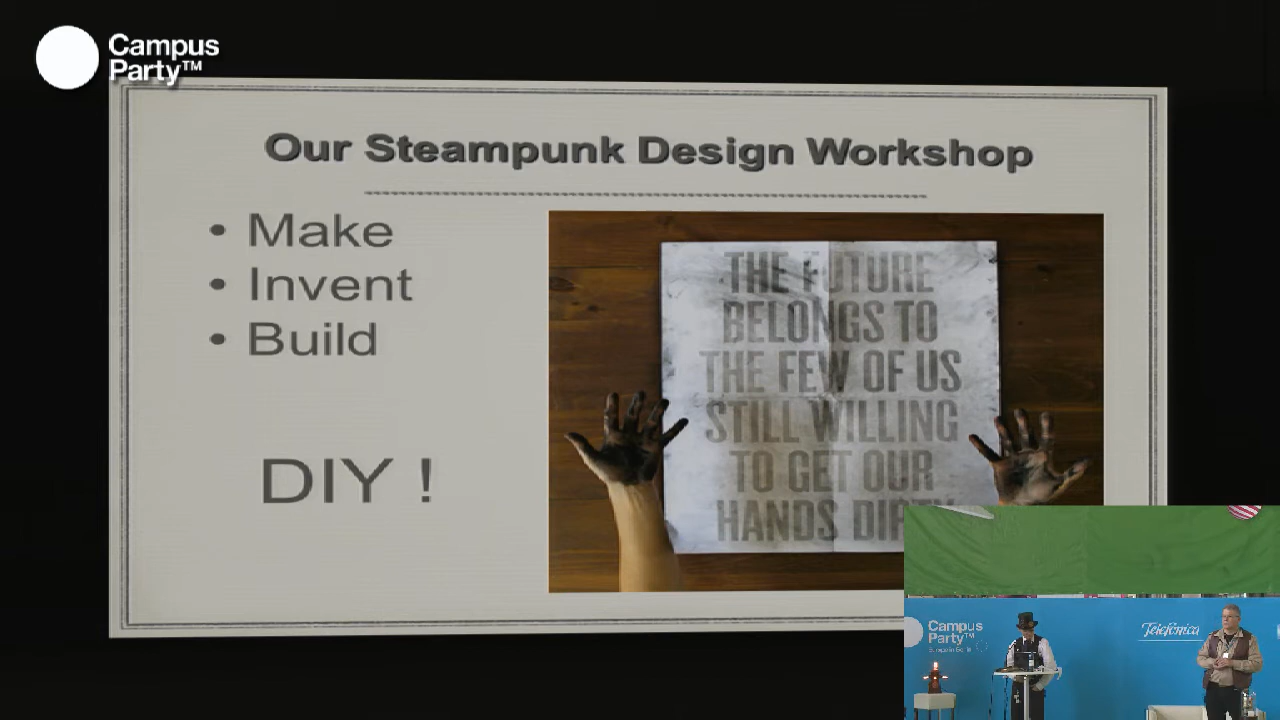 Campus
Party™
Our Steampunk Design Workshop
• Make
• Invent
• Build
DIY !
THE FUTURE
BELONGS TO
THE FEW OF US
STILL WILLING
TO GET OUR
HANDS
Campus
Party™
Telefónica